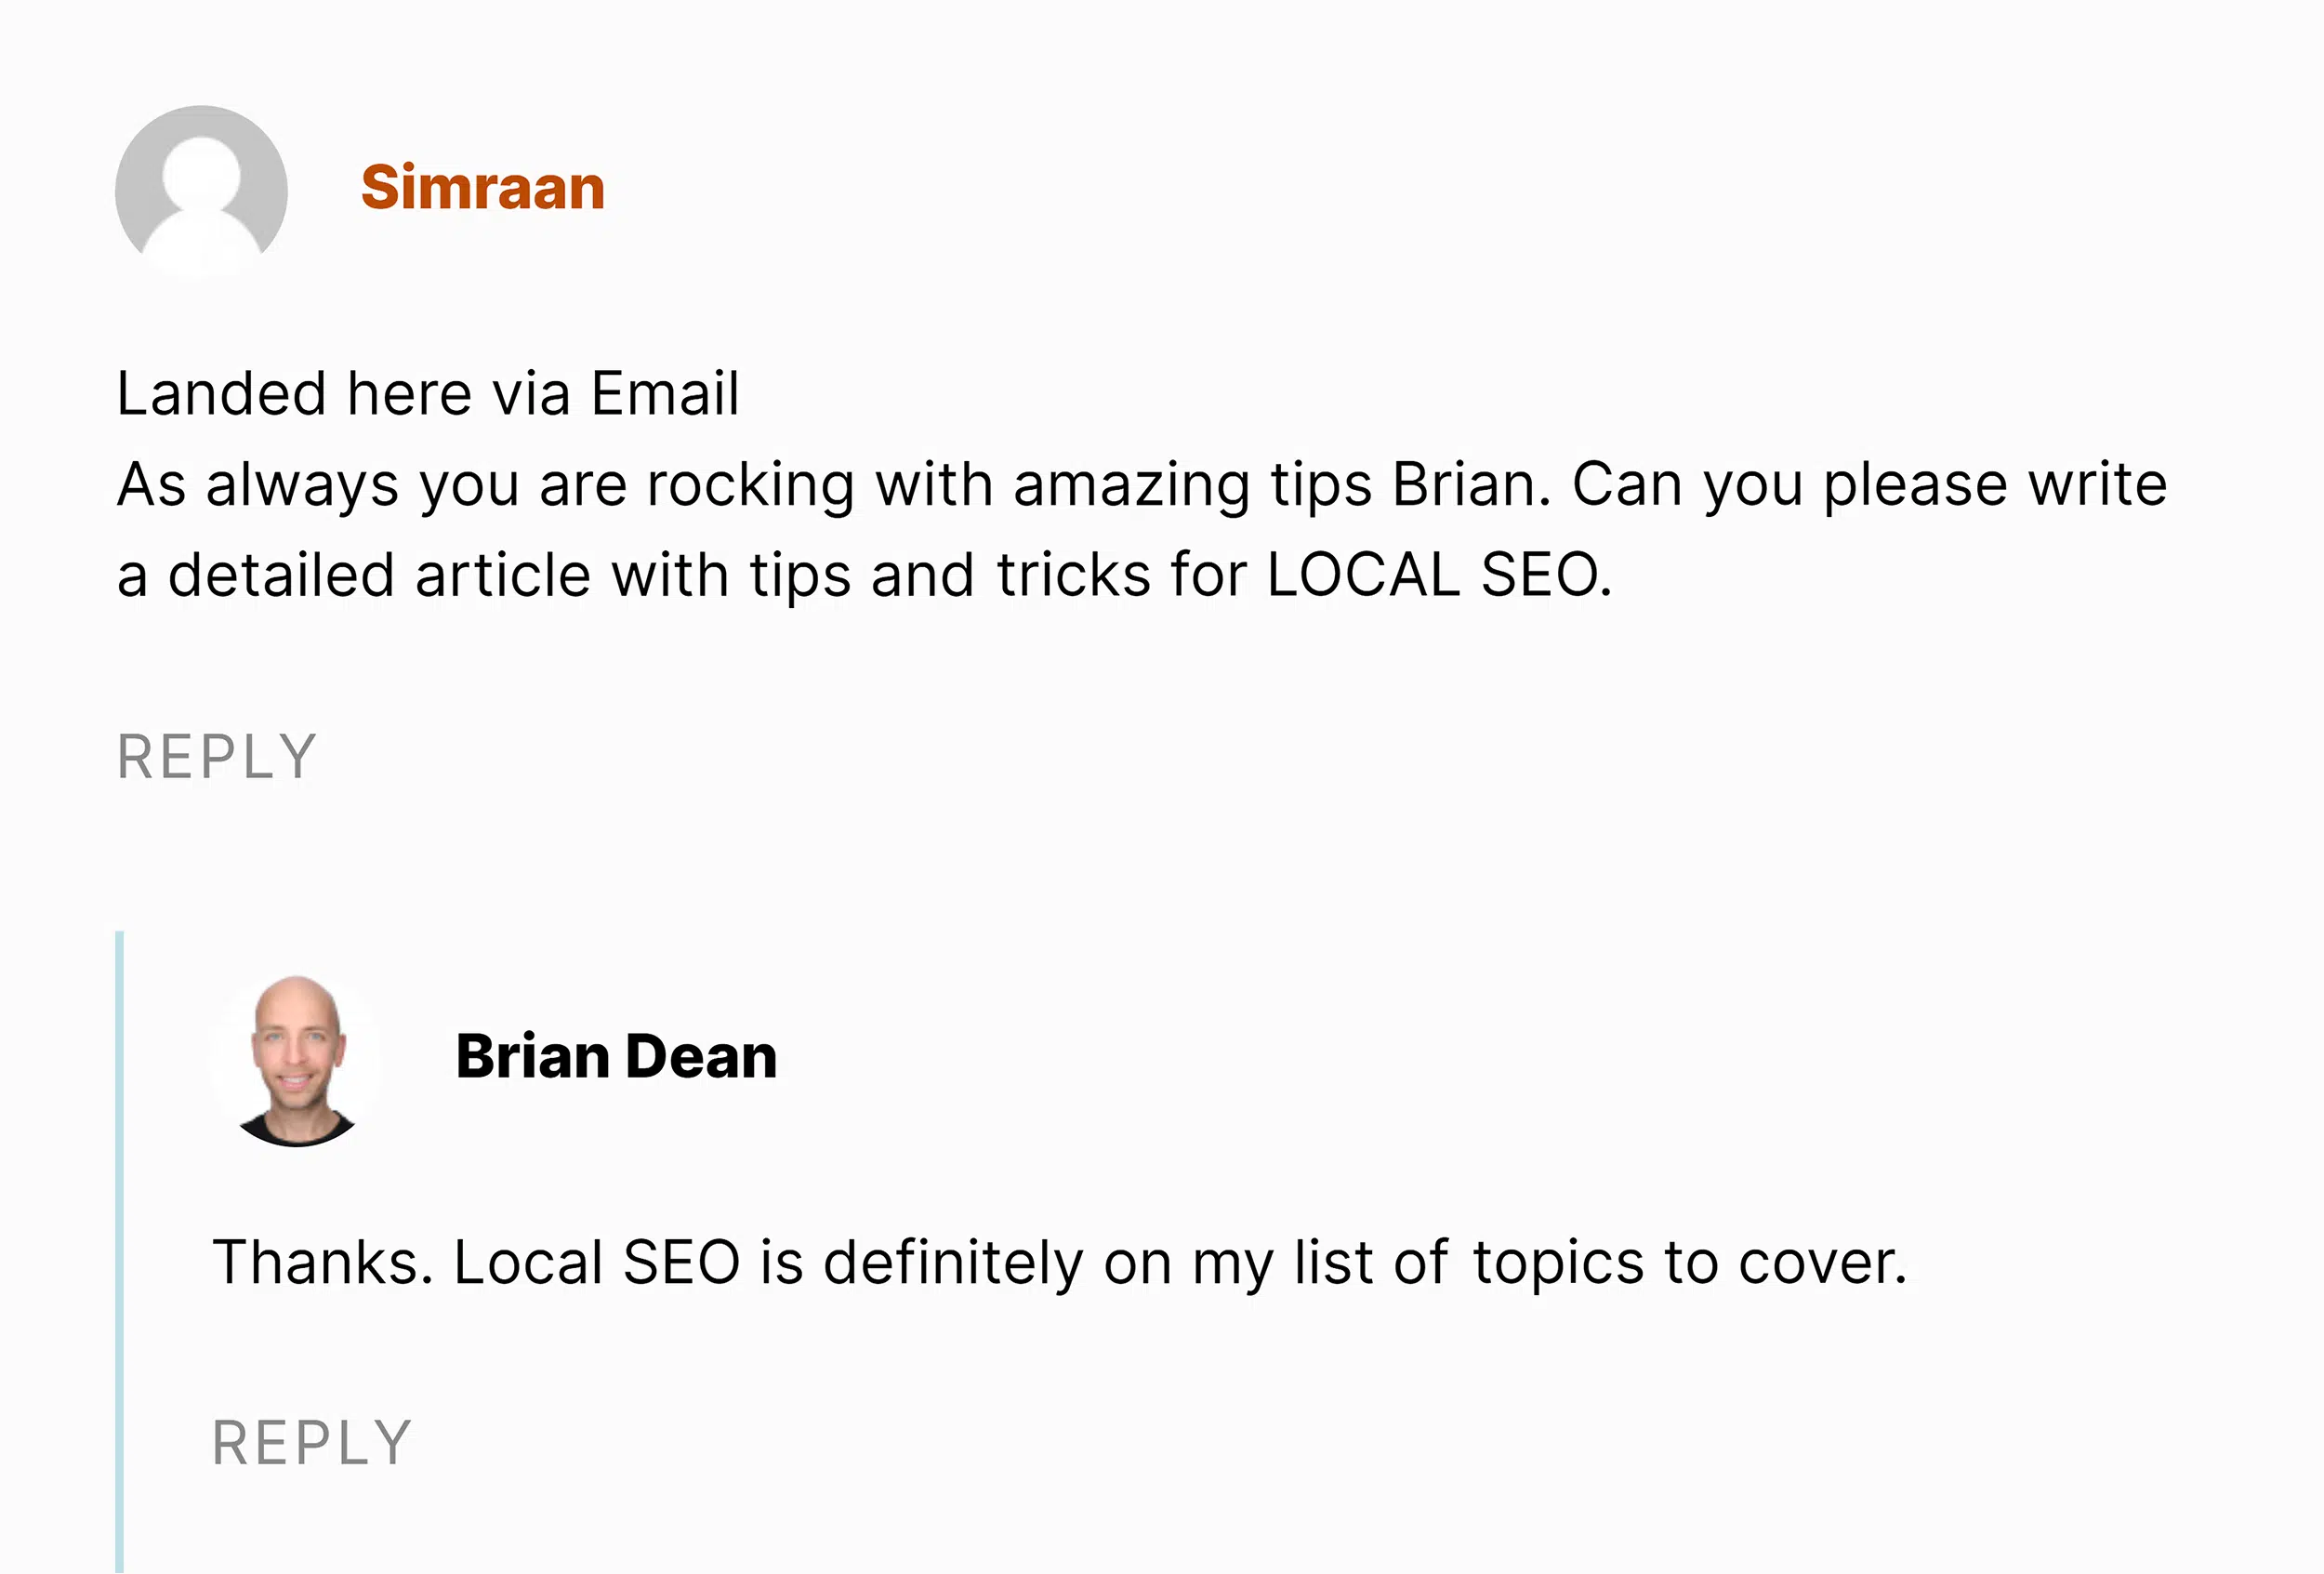 Simraan
Landed here via Email
As always you are rocking with amazing tips Brian. Can you please write
a detailed article with tips and tricks for LOCAL SEO.
REPLY
Brian Dean
Thanks. Local SEO is definitely on my list of topics to cover.
REPLY